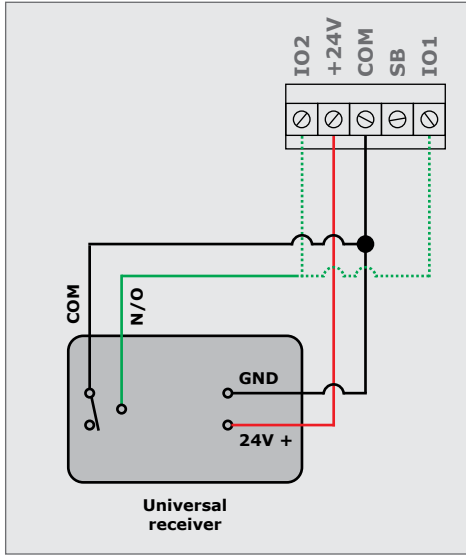 IO2
+24V
COM
SB
IO1
COM
N/O
GND
24V +
Universal
receiver